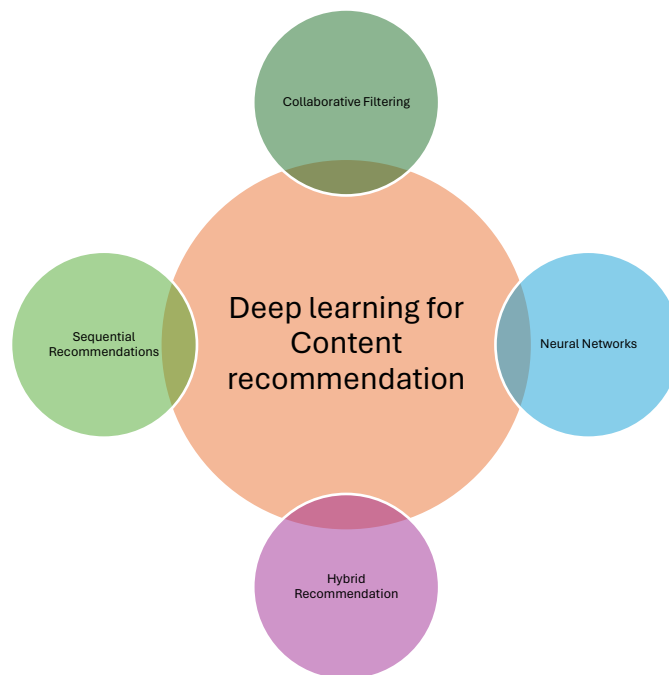 Collaborative Filtering
Deep learning for
Content
recommendation
Sequential
Recommendations
Neural Networks
Hybrid
Recommendation